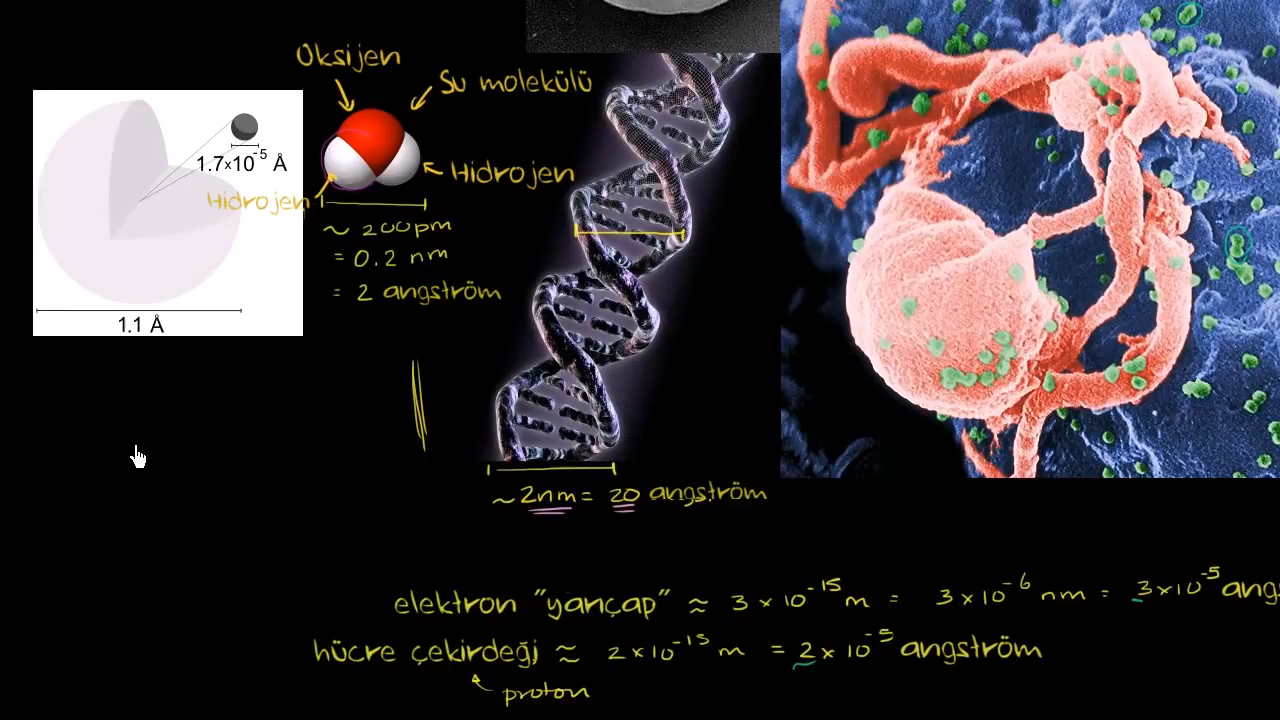 Oksijen
Su molekülü
1.7×10⁻⁵ Å
Hidrojen
Hidrojen
~ 200pm
= 0.2 nm
= 2 angström
1.1 Å
~ 2nm = 20 angström
elektron "yarıçap" ≈ 3 × 10⁻¹⁵ m = 3×10⁻⁶ nm = 3×10⁻⁵ ang
hücre çekirdeği ≈ 2×10⁻¹⁵ m = 2 × 10⁻⁵ angström
proton